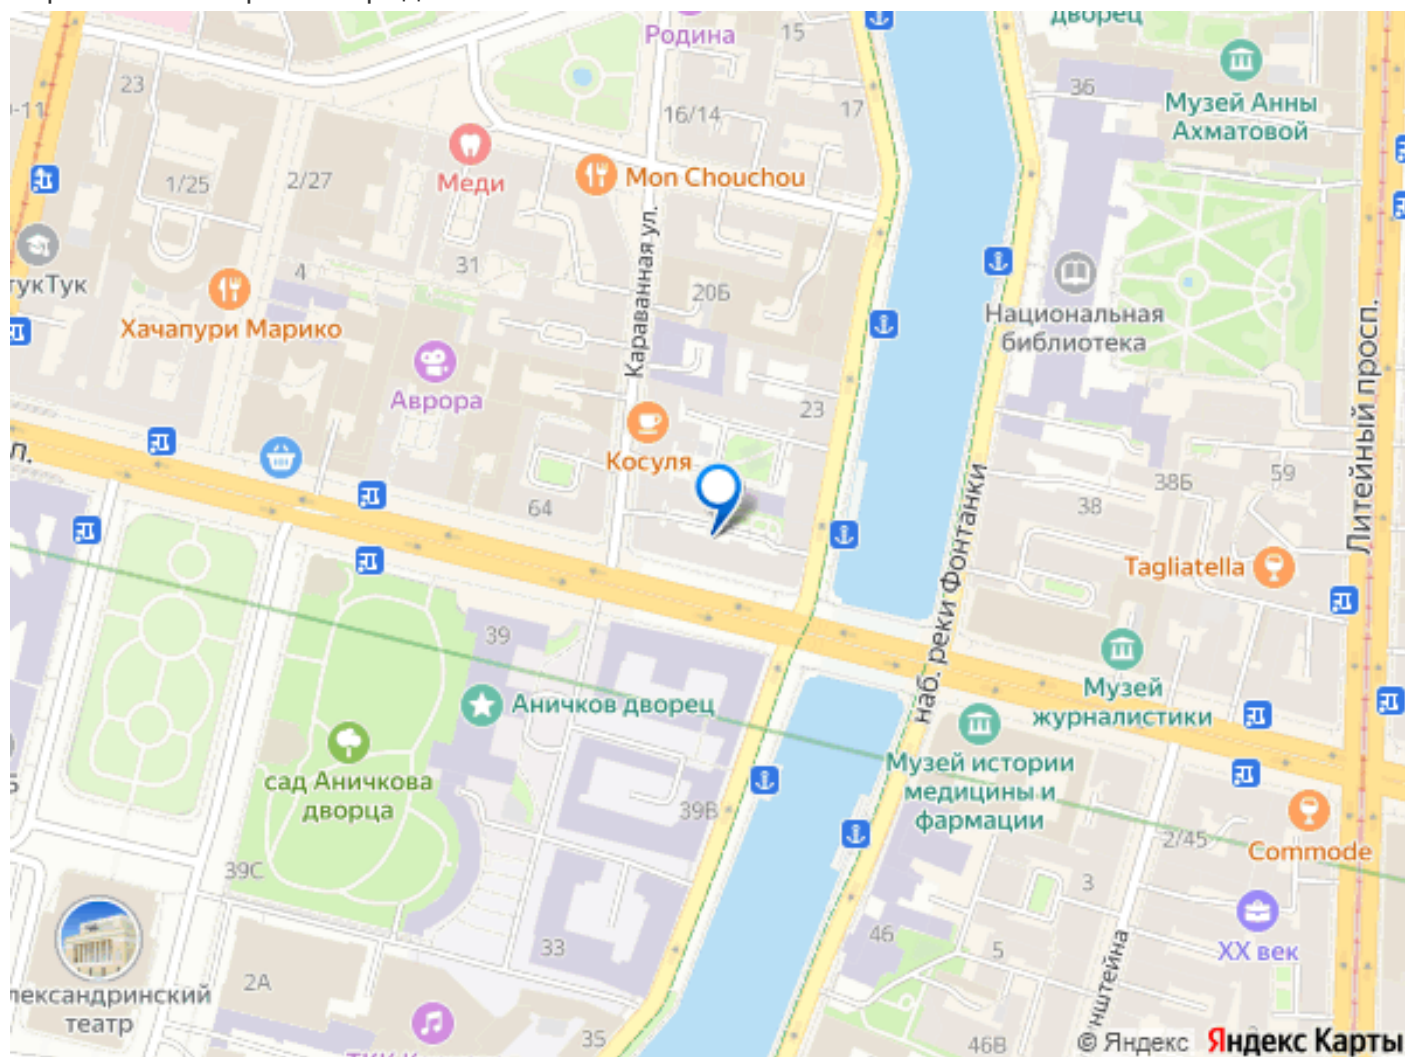 дворец
Родина
15
36
23
-11
16/14
17
Музей Анны
Ахматовой
1/25
2/27
Меди
Mon Chouchou
Караванная ул.
тукТук
4
31
20Б
Хачапури Марико
Национальная
библиотека
Литейный просп.
Аврора
23
п.
Косуля
64
38
38Б
59
наб. реки Фонтанки
Tagliatella
39
Аничков дворец
Музей
журналистики
сад Аничкова
дворца
Музей истории
медицины и
фармации
39В
2/45
Commode
39С
3
46
5
XX век
33
2А
лександринский
театр
нштейна
35
46В
© Яндекс Яндекс Карты